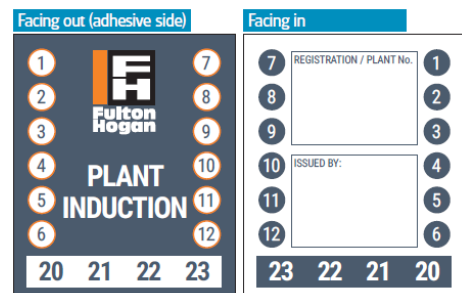 Facing out (adhesive side)
1 7
2 8
3 9
4 10
5 11
6 12
FH
Fulton
Hogan
PLANT
INDUCTION
20 21 22 23
Facing in
7 1
8 2
9 3
10 4
11 5
12 6
REGISTRATION / PLANT No.
ISSUED BY:
23 22 21 20